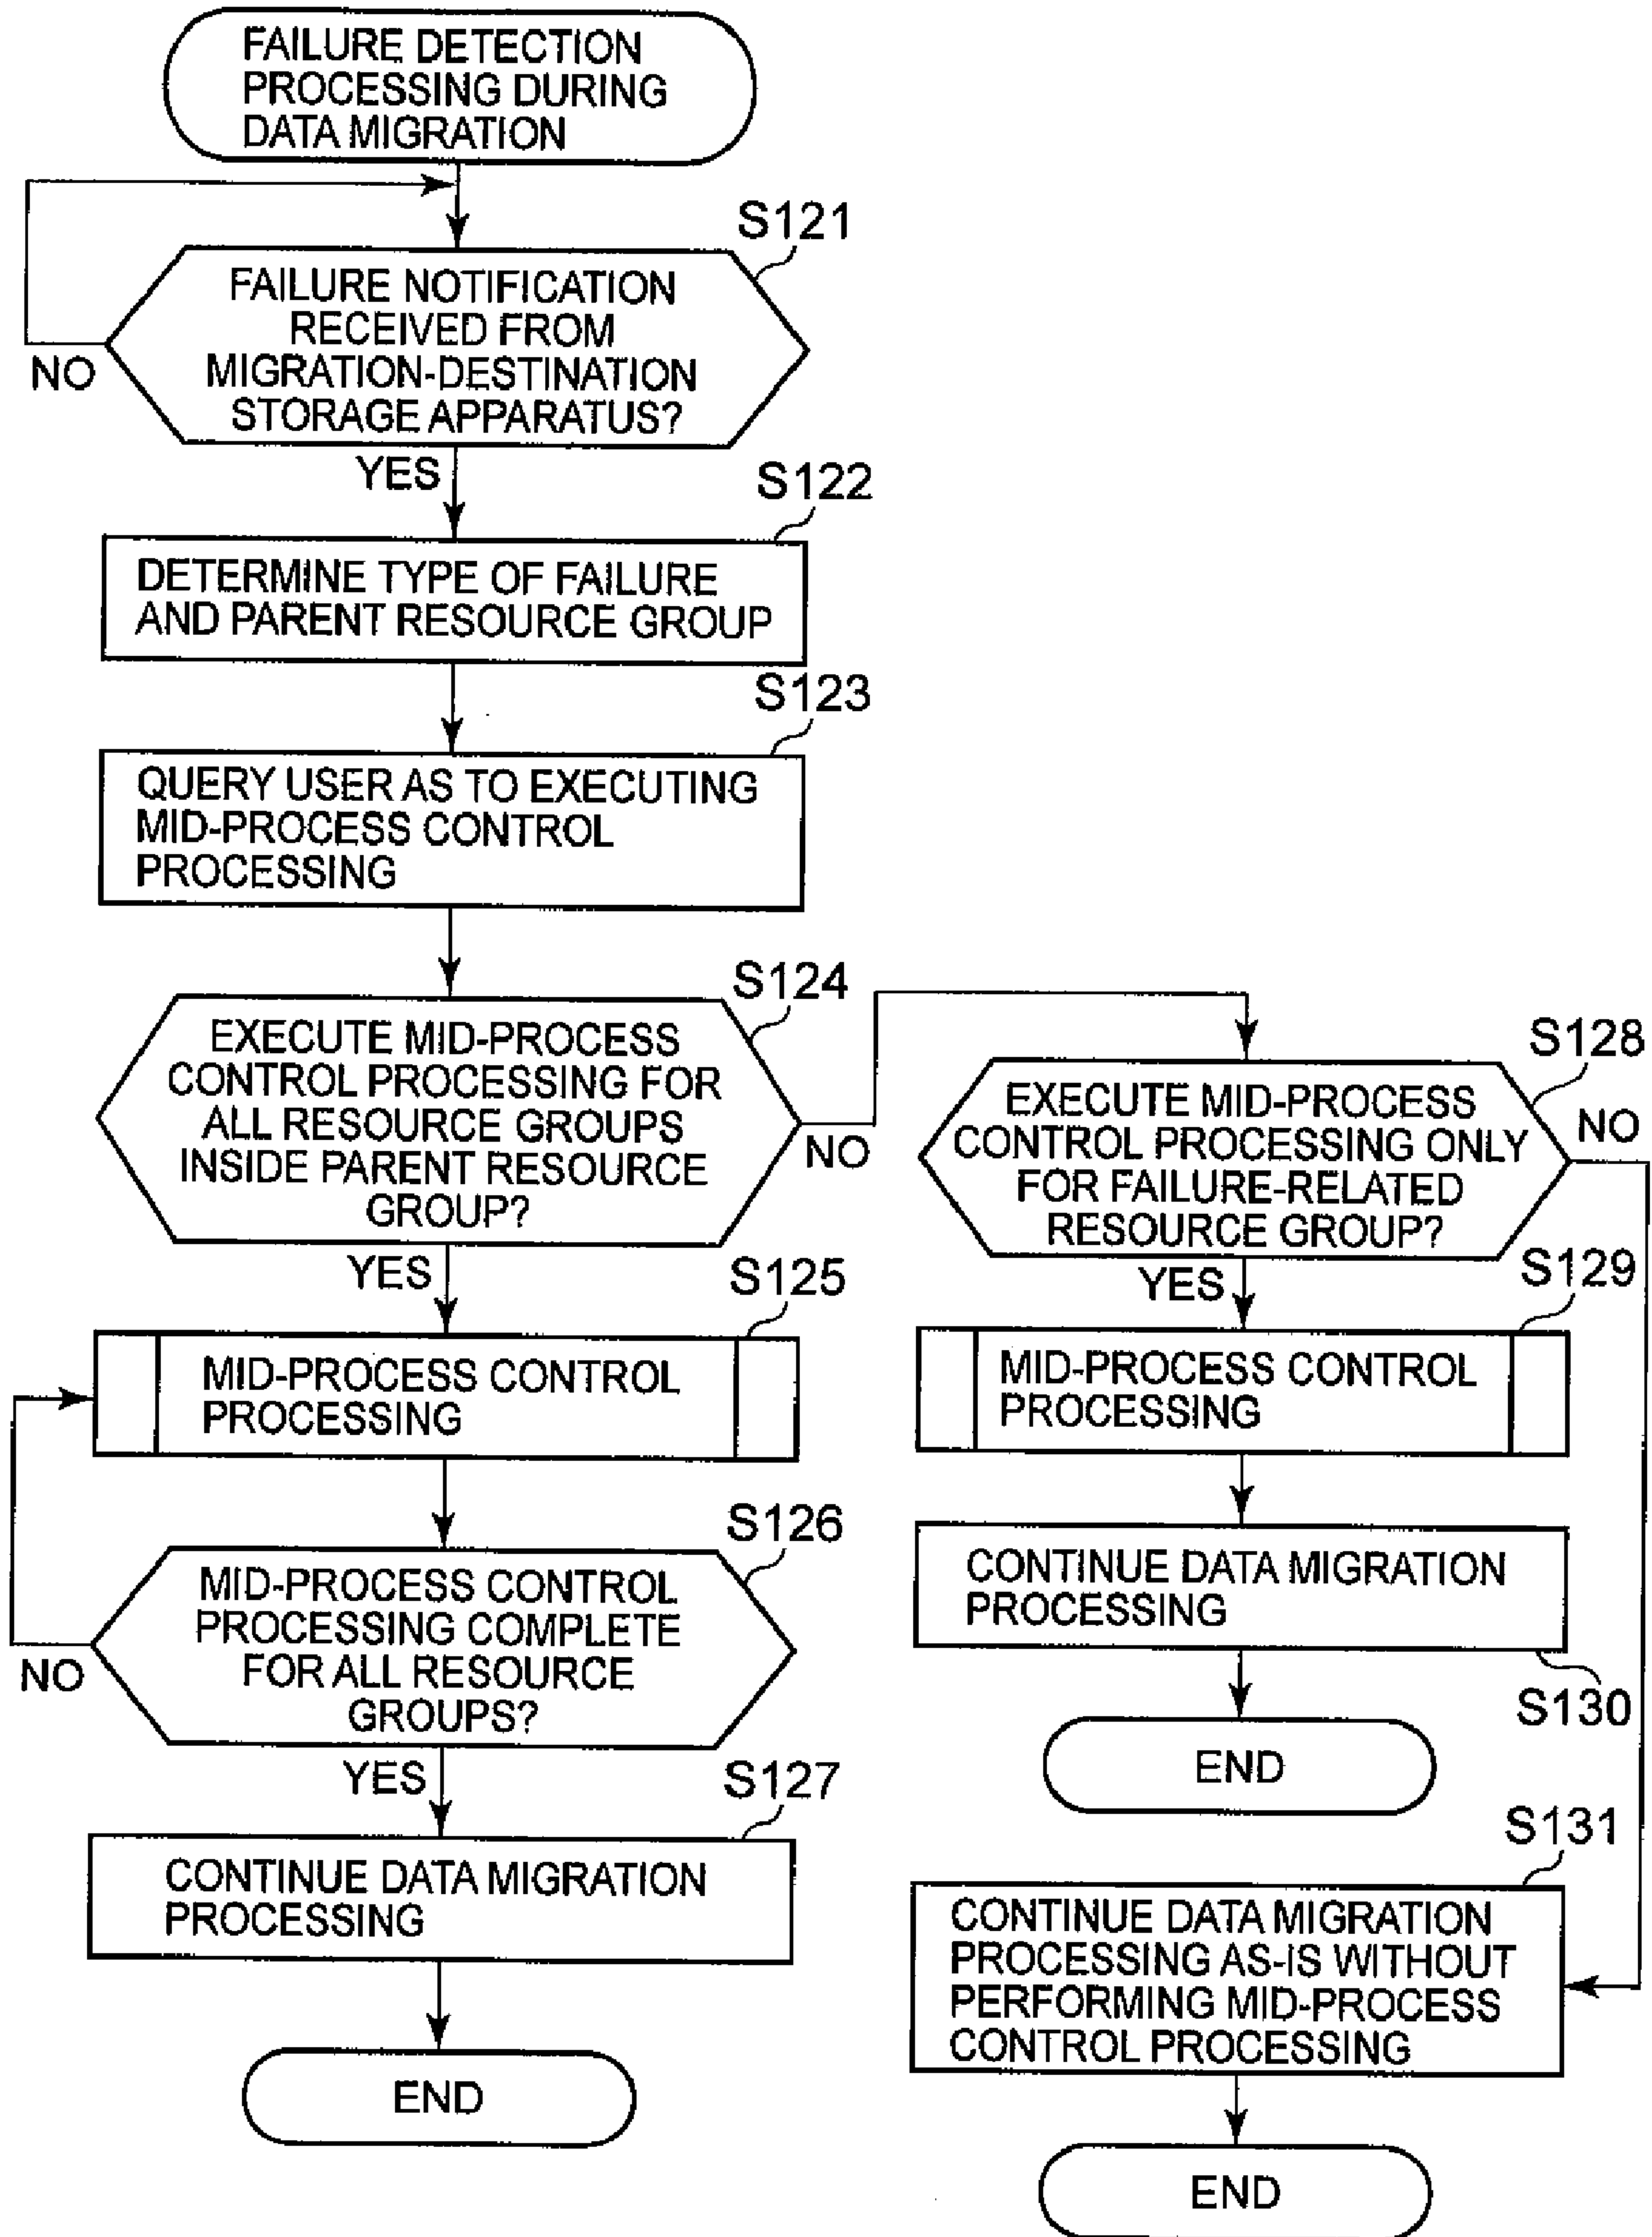 FAILURE DETECTION
PROCESSING DURING
DATA MIGRATION
S121
FAILURE NOTIFICATION
RECEIVED FROM
MIGRATION-DESTINATION
STORAGE APPARATUS?
NO
YES
S122
DETERMINE TYPE OF FAILURE
AND PARENT RESOURCE GROUP
S123
QUERY USER AS TO EXECUTING
MID-PROCESS CONTROL
PROCESSING
S124
EXECUTE MID-PROCESS
CONTROL PROCESSING FOR
ALL RESOURCE GROUPS
INSIDE PARENT RESOURCE
GROUP?
NO
YES
S125
MID-PROCESS CONTROL
PROCESSING
S126
MID-PROCESS CONTROL
PROCESSING COMPLETE
FOR ALL RESOURCE
GROUPS?
NO
YES
S127
CONTINUE DATA MIGRATION
PROCESSING
END
S128
EXECUTE MID-PROCESS
CONTROL PROCESSING ONLY
FOR FAILURE-RELATED
RESOURCE GROUP?
NO
YES
S129
MID-PROCESS CONTROL
PROCESSING
CONTINUE DATA MIGRATION
PROCESSING
S130
END
S131
CONTINUE DATA MIGRATION
PROCESSING AS-IS WITHOUT
PERFORMING MID-PROCESS
CONTROL PROCESSING
END